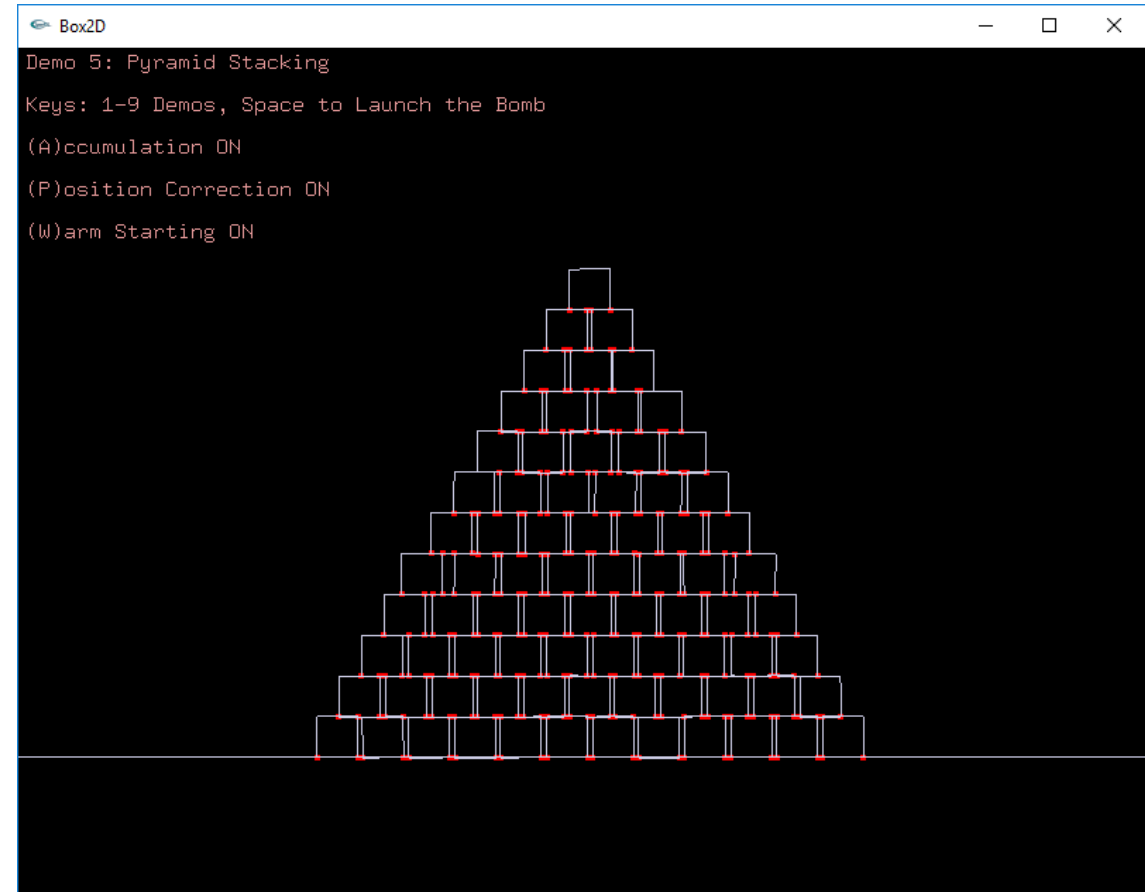 Box2D
Demo 5: Pyramid Stacking
Keys: 1-9 Demos, Space to Launch the Bomb
(A)ccumulation ON
(P)osition Correction ON
(W)arm Starting ON